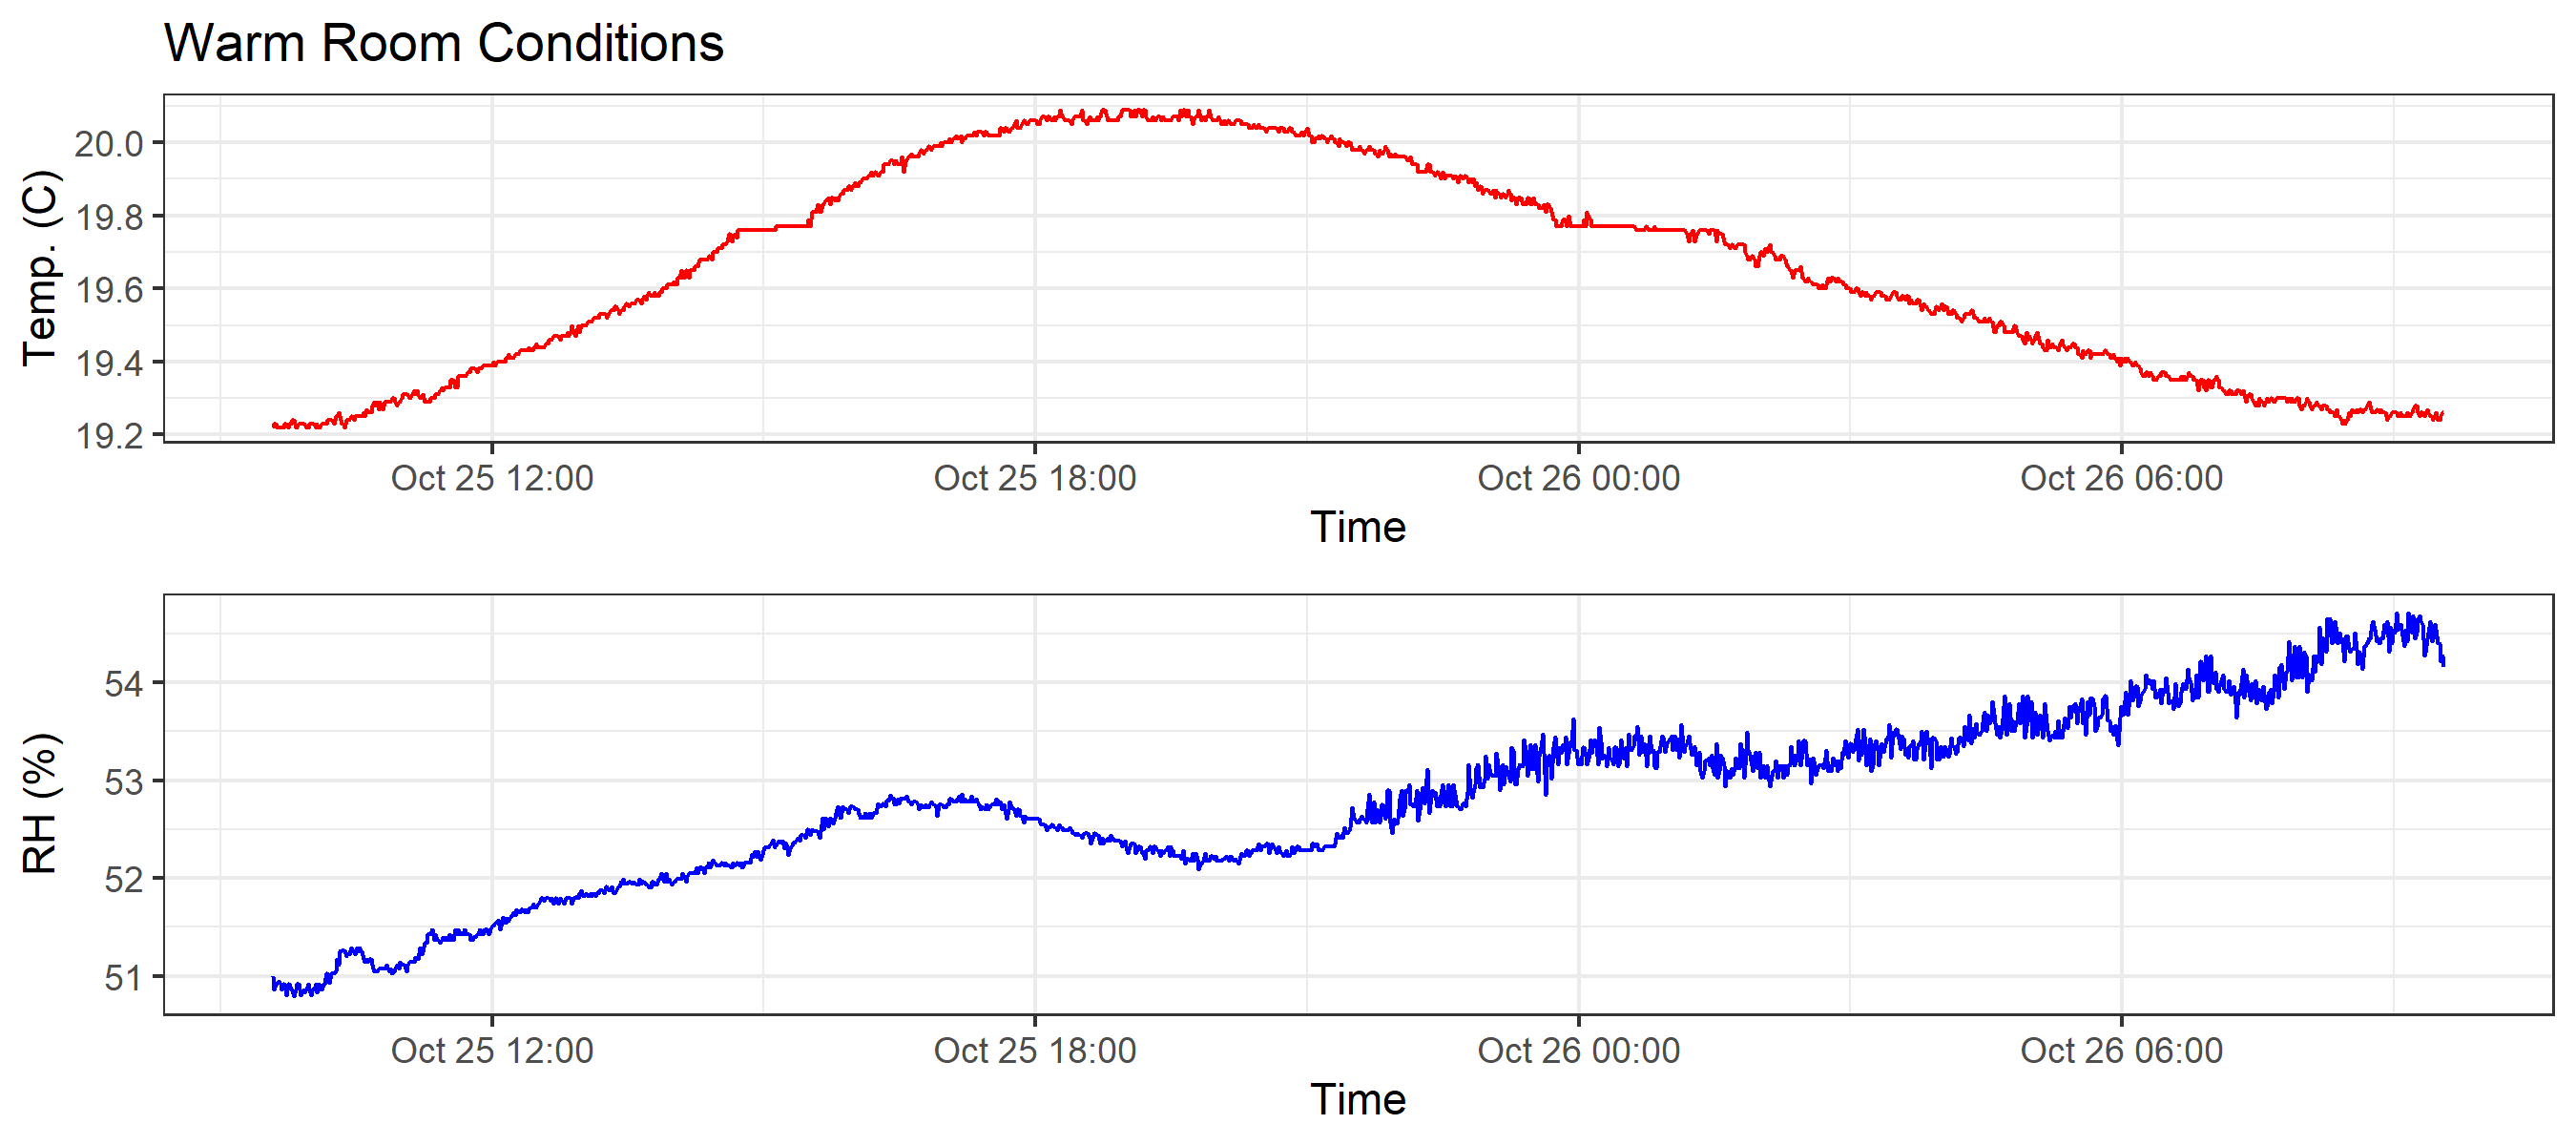 Warm Room Conditions
Temp. (C)
20.0
19.8
19.6
19.4
19.2
Oct 25 12:00 Oct 25 18:00 Oct 26 00:00 Oct 26 06:00
Time
RH (%)
54
53
52
51
Oct 25 12:00 Oct 25 18:00 Oct 26 00:00 Oct 26 06:00
Time